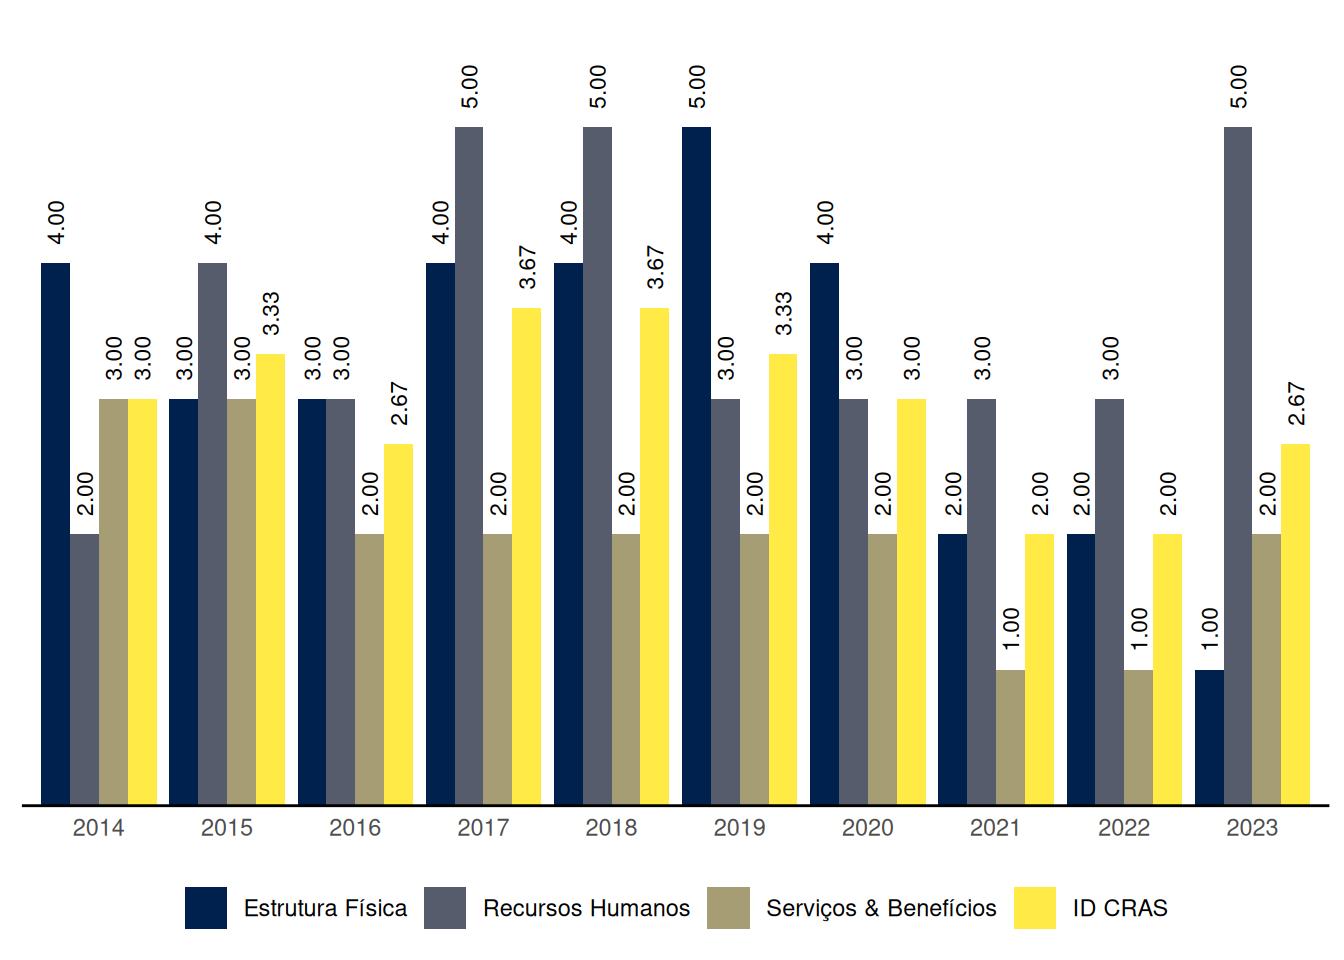 4.00 2.00 3.00 3.00
3.00 4.00 3.00 3.33
3.00 3.00 2.00 2.67
4.00 5.00 2.00 3.67
4.00 5.00 2.00 3.67
5.00 3.00 2.00 3.33
4.00 3.00 2.00 3.00
2.00 3.00 1.00 2.00
2.00 3.00 1.00 2.00
1.00 5.00 2.00 2.67
2014 2015 2016 2017 2018 2019 2020 2021 2022 2023
Estrutura Física Recursos Humanos Serviços & Benefícios ID CRAS